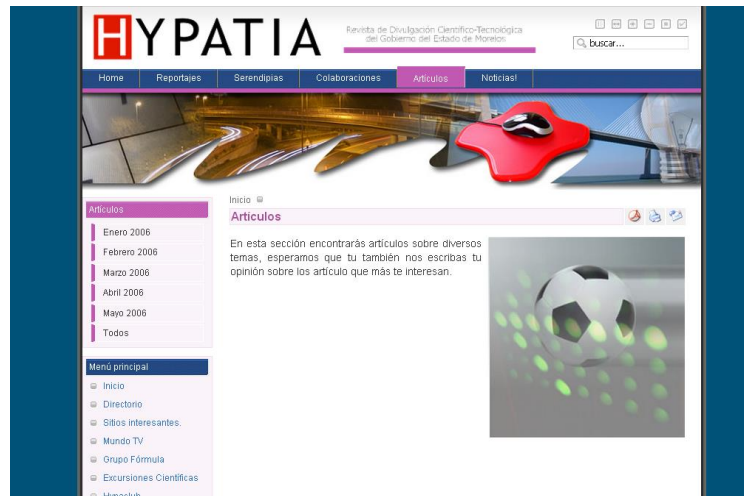 HYPATIA
Revista de Divulgación Científico-Tecnológica
del Gobierno del Estado de Morelos
buscar...
Home
Reportajes
Serendipias
Colaboraciones
Artículos
Noticias!
Inicio
Artículos
Enero 2006
Febrero 2006
Marzo 2006
Abril 2006
Mayo 2006
Todos
Artículos
En esta sección encontrarás artículos sobre diversos
temas, esperamos que tu también nos escribas tu
opinión sobre los artículo que más te interesan.
Menú principal
Inicio
Directorio
Sitios interesantes.
Mundo TV
Grupo Fórmula
Excursiones Científicas